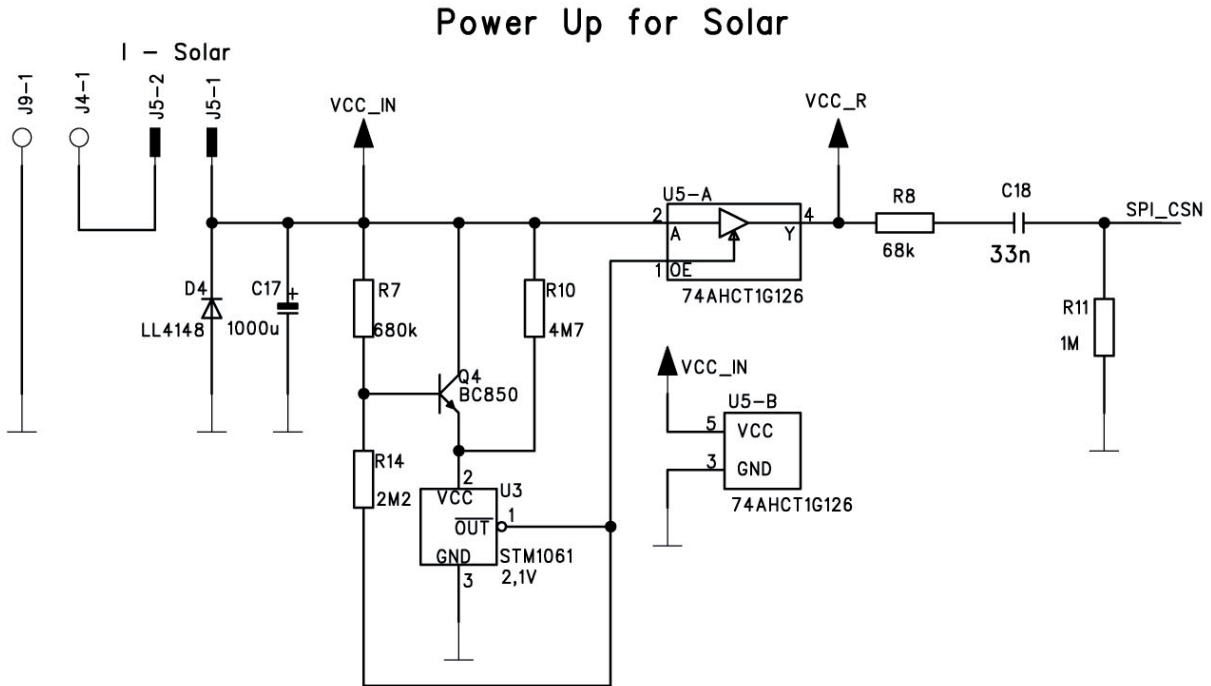 Power Up for Solar
I - Solar
J9-1
J4-1
J5-2
J5-1
VCC_IN
VCC_R
U5-A
2
A
4
Y
1
OE
74AHCT1G126
R8
68k
C18
33n
SPI_CSN
D4
LL4148
C17
+
1000u
R7
680k
R10
4M7
R11
1M
Q4
BC850
VCC_IN
U5-B
5
VCC
3
GND
74AHCT1G126
R14
2M2
2
VCC
U3
OUT
1
GND
STM1061
3
2,1V